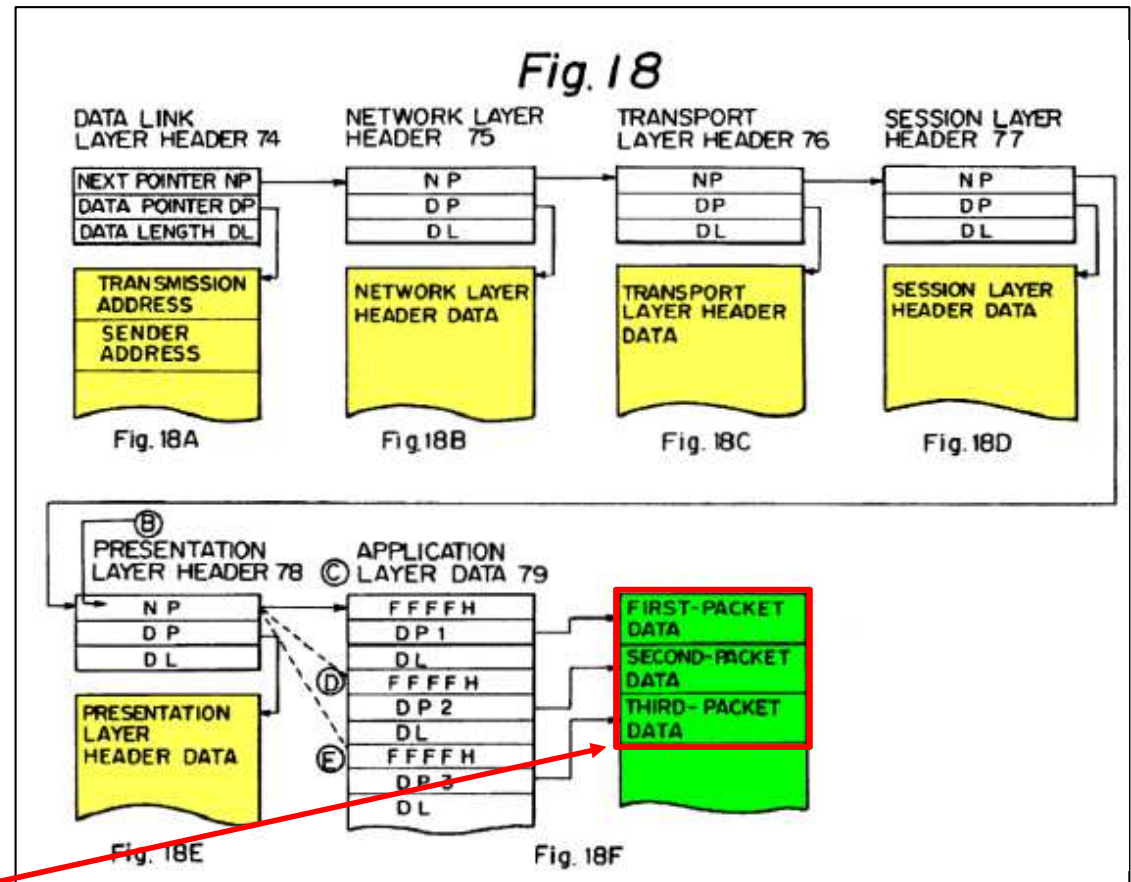 Fig. 18
DATA LINK
LAYER HEADER 74
NEXT POINTER NP
DATA POINTER DP
DATA LENGTH DL
TRANSMISSION
ADDRESS
SENDER
ADDRESS
Fig. 18A
NETWORK LAYER
HEADER 75
NP
DP
DL
NETWORK LAYER
HEADER DATA
Fig.18B
TRANSPORT
LAYER HEADER 76
NP
DP
DL
TRANSPORT
LAYER HEADER
DATA
Fig. 18C
SESSION LAYER
HEADER 77
NP
DP
DL
SESSION LAYER
HEADER DATA
Fig. 18D
B
PRESENTATION
LAYER HEADER 78
NP
DP
DL
PRESENTATION
LAYER
HEADER DATA
Fig. 18E
APPLICATION
C LAYER DATA 79
FFFFH
DP1
DL
D
FFFFH
DP2
DL
E
FFFFH
DP3
DL
FIRST-PACKET
DATA
SECOND-PACKET
DATA
THIRD-PACKET
DATA
Fig. 18F